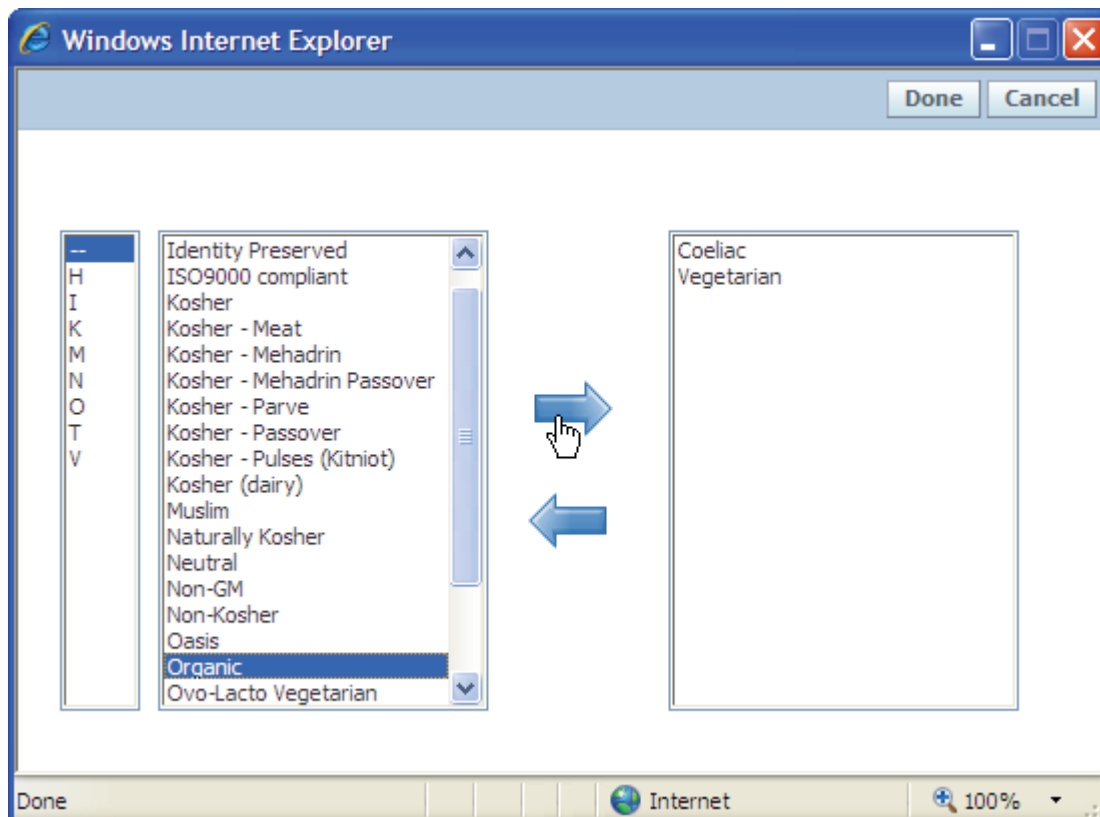 Windows Internet Explorer
Done Cancel
--
H
I
K
M
N
O
T
V
Identity Preserved
ISO9000 compliant
Kosher
Kosher - Meat
Kosher - Mehadrin
Kosher - Mehadrin Passover
Kosher - Parve
Kosher - Passover
Kosher - Pulses (Kitniot)
Kosher (dairy)
Muslim
Naturally Kosher
Neutral
Non-GM
Non-Kosher
Oasis
Organic
Ovo-Lacto Vegetarian
Coeliac
Vegetarian
Done Internet 100%